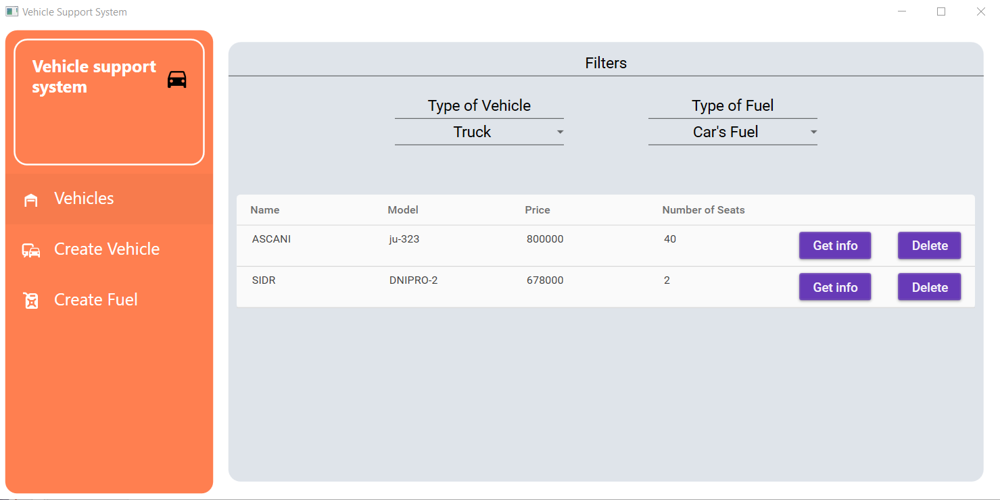 Vehicle Support System
Vehicle support
system
Vehicles
Create Vehicle
Create Fuel
Filters
Type of Vehicle
Type of Fuel
Truck
Car's Fuel
Name Model Price Number of Seats
ASCANI ju-323 800000 40 Get info Delete
SIDR DNIPRO-2 678000 2 Get info Delete